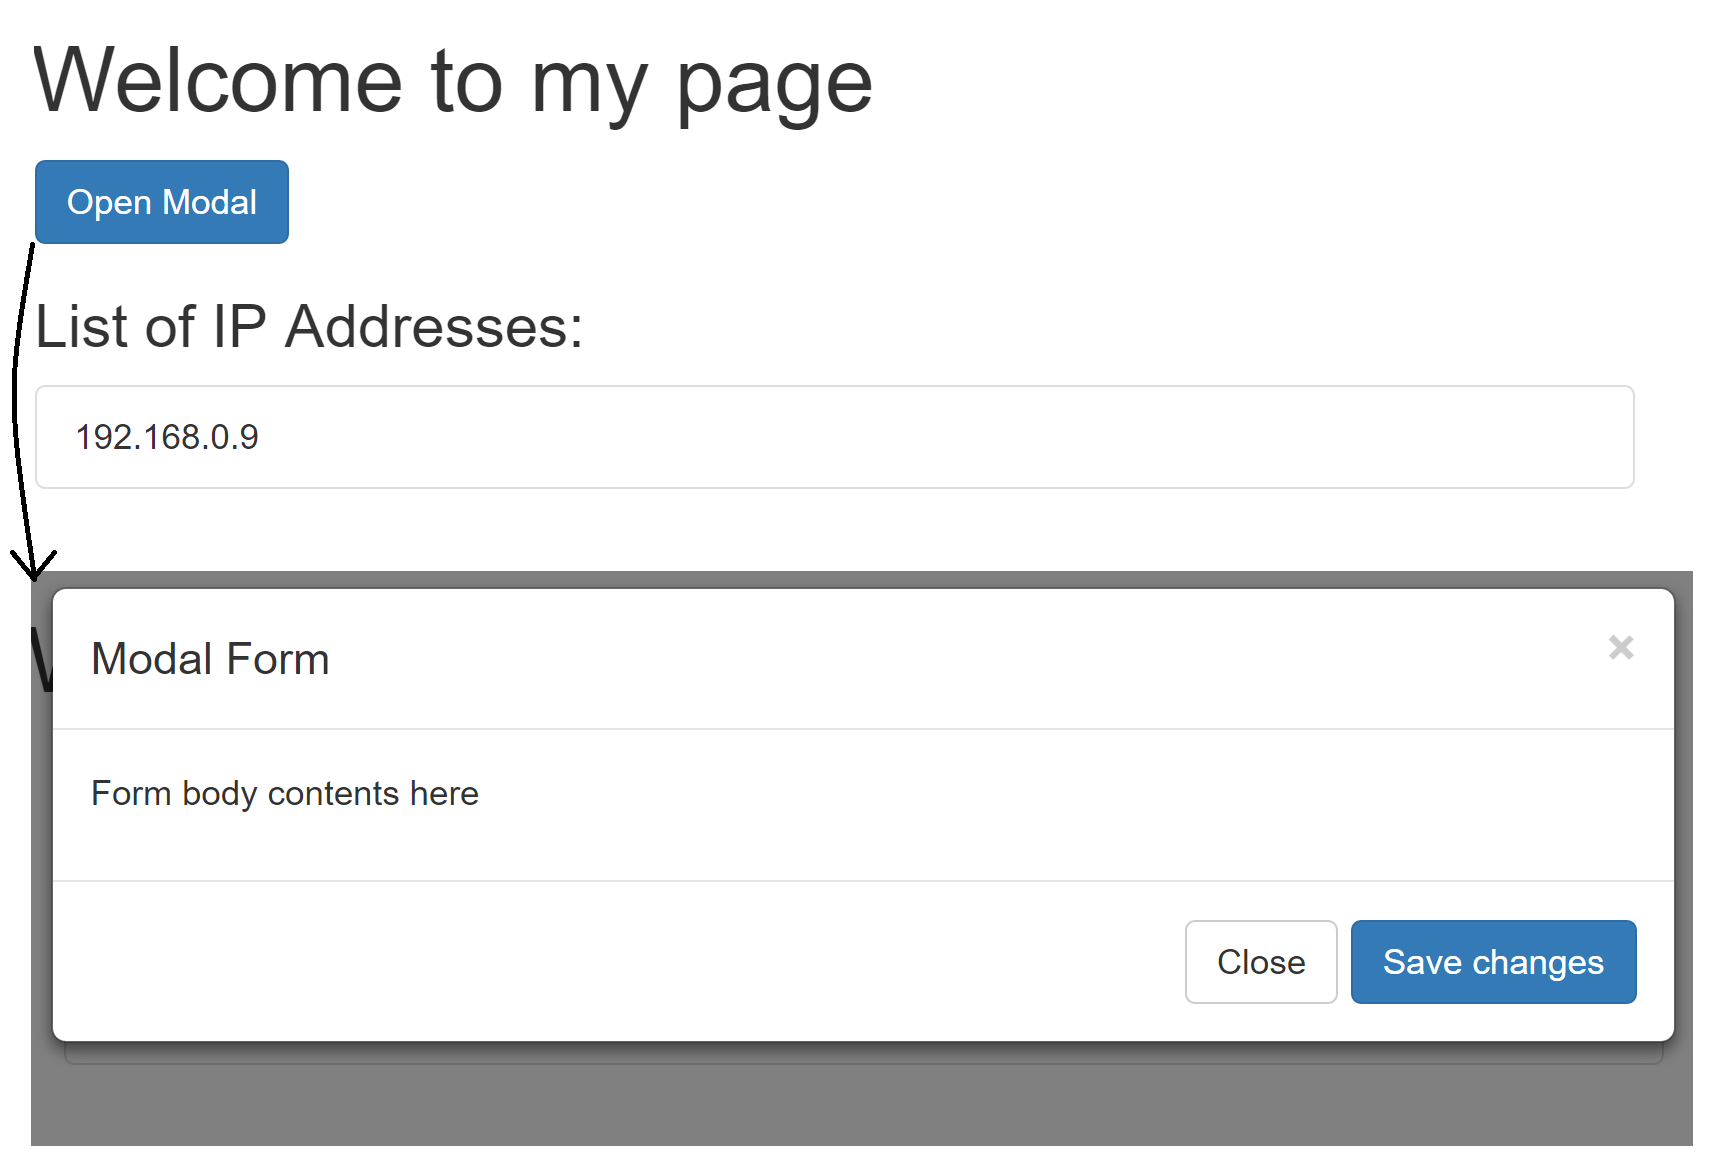 Welcome to my page
Open Modal
List of IP Addresses:
192.168.0.9
Modal Form
×
Form body contents here
Close
Save changes